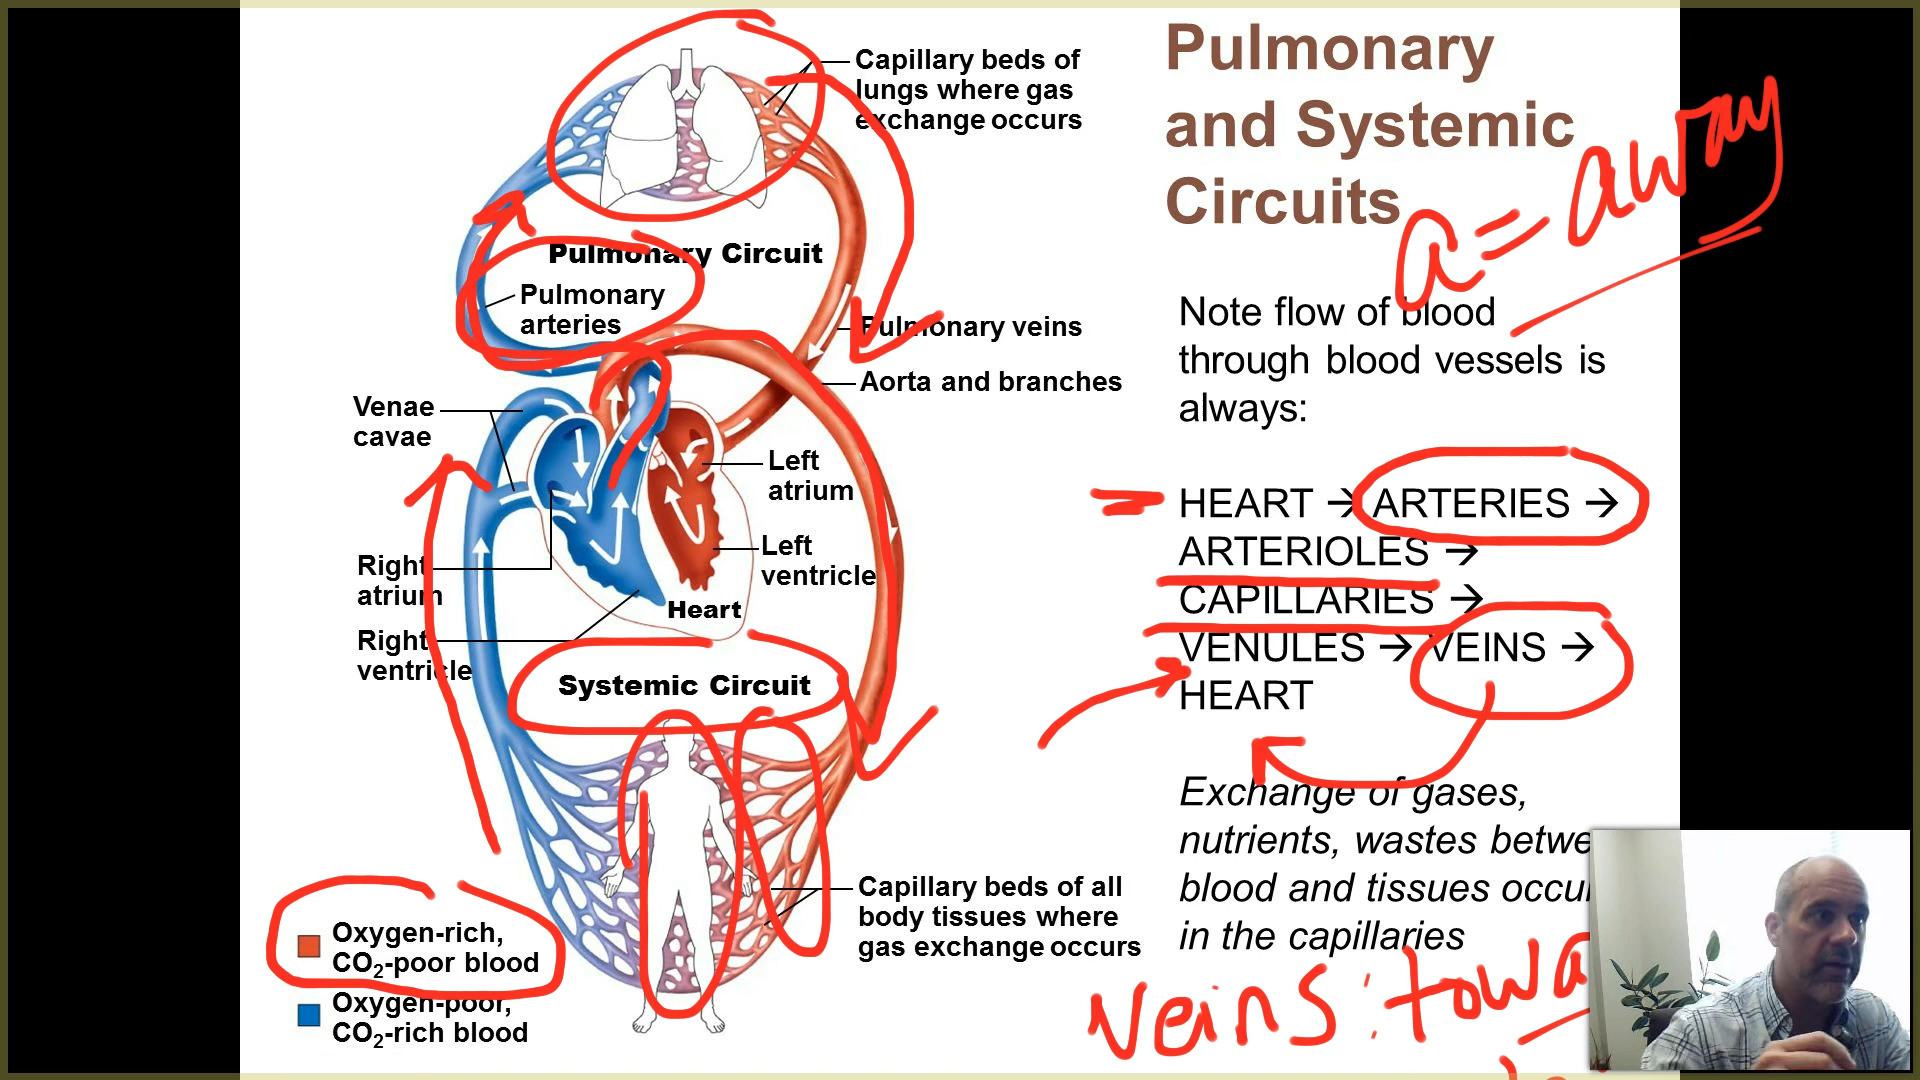 Capillary beds of
lungs where gas
exchange occurs
Pulmonary Circuit
Pulmonary
arteries
Pulmonary veins
Aorta and branches
Venae
cavae
Left
atrium
Left
ventricle
Right
atrium
Right
ventricle
Heart
Systemic Circuit
Capillary beds of all
body tissues where
gas exchange occurs
Oxygen-rich,
CO2-poor blood
Oxygen-poor,
CO2-rich blood
Pulmonary
and Systemic
Circuits
a = away
Note flow of blood
through blood vessels is
always:
HEART → ARTERIES →
ARTERIOLES →
CAPILLARIES →
VENULES → VEINS →
HEART
Exchange of gases,
nutrients, wastes betwe
blood and tissues occu
in the capillaries
veins: towa